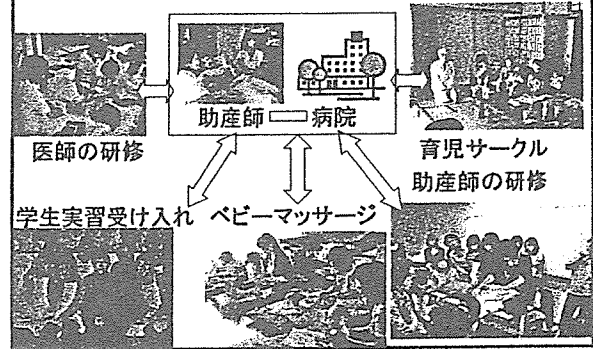 助産師 病院
医師の研修
育児サークル
助産師の研修
学生実習受け入れ
ベビーマッサージ